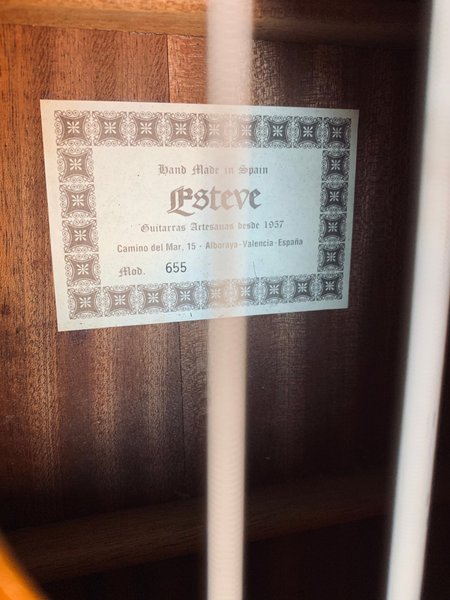 Hand Made in Spain
Esteve
Guitarras Artesanas desde 1957
Camino del Mar, 15 - Alboraya-Valencia-España
Mod. 655